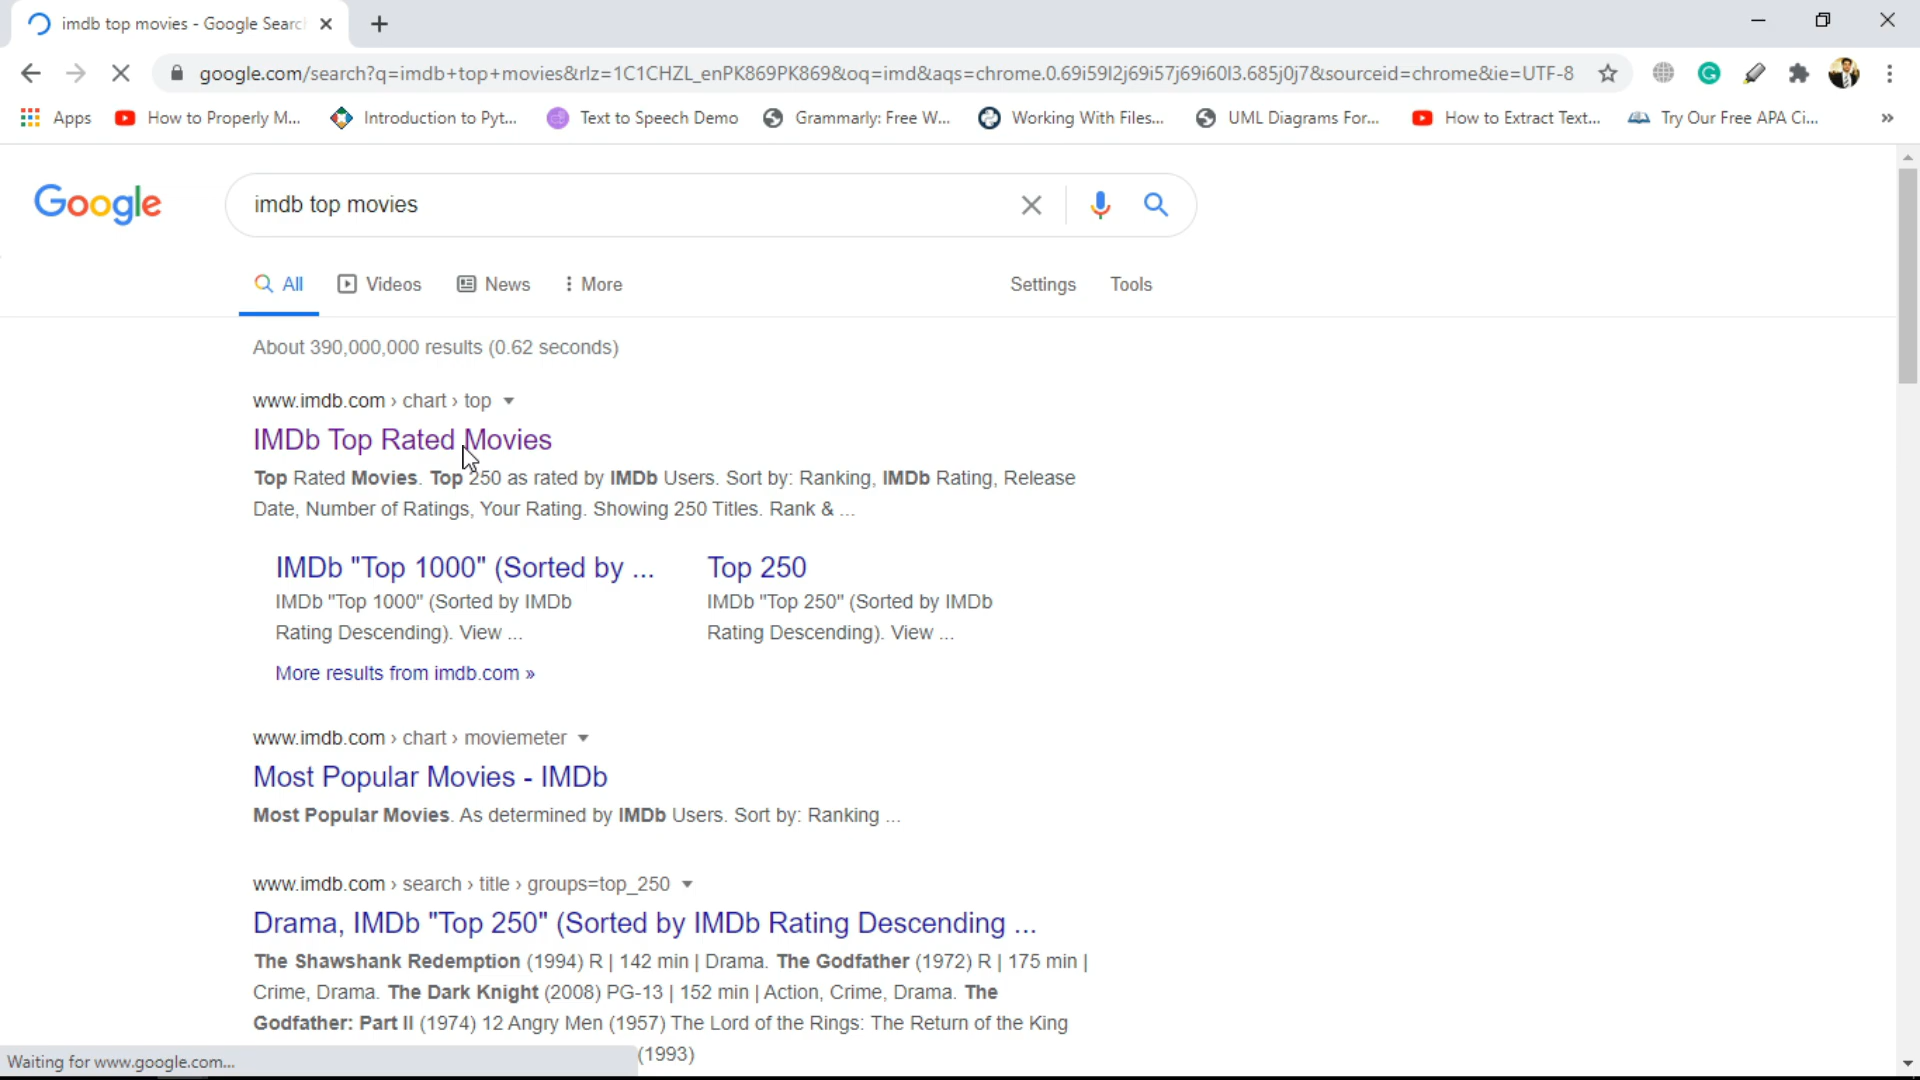 imdb top movies - Google Searc
google.com/search?q=imdb+top+movies&rlz=1C1CHZL_enPK869PK869&oq=imd&aqs=chrome.0.69i59l2j69i57j69i60l3.685j0j7&sourceid=chrome&ie=UTF-8
Apps How to Properly M... Introduction to Pyt... Text to Speech Demo Grammarly: Free W... Working With Files... UML Diagrams For... How to Extract Text... Try Our Free APA Ci... »
Google imdb top movies
All Videos News More Settings Tools
About 390,000,000 results (0.62 seconds)
www.imdb.com › chart › top
IMDb Top Rated Movies
Top Rated Movies. Top 250 as rated by IMDb Users. Sort by: Ranking, IMDb Rating, Release
Date, Number of Ratings, Your Rating. Showing 250 Titles. Rank & ...
IMDb "Top 1000" (Sorted by ... Top 250
IMDb "Top 1000" (Sorted by IMDb IMDb "Top 250" (Sorted by IMDb
Rating Descending). View ... Rating Descending). View ...
More results from imdb.com »
www.imdb.com › chart › moviemeter
Most Popular Movies - IMDb
Most Popular Movies. As determined by IMDb Users. Sort by: Ranking ...
www.imdb.com › search › title › groups=top_250
Drama, IMDb "Top 250" (Sorted by IMDb Rating Descending ...
The Shawshank Redemption (1994) R | 142 min | Drama. The Godfather (1972) R | 175 min |
Crime, Drama. The Dark Knight (2008) PG-13 | 152 min | Action, Crime, Drama. The
Godfather: Part II (1974) 12 Angry Men (1957) The Lord of the Rings: The Return of the King
(1993)
Waiting for www.google.com...